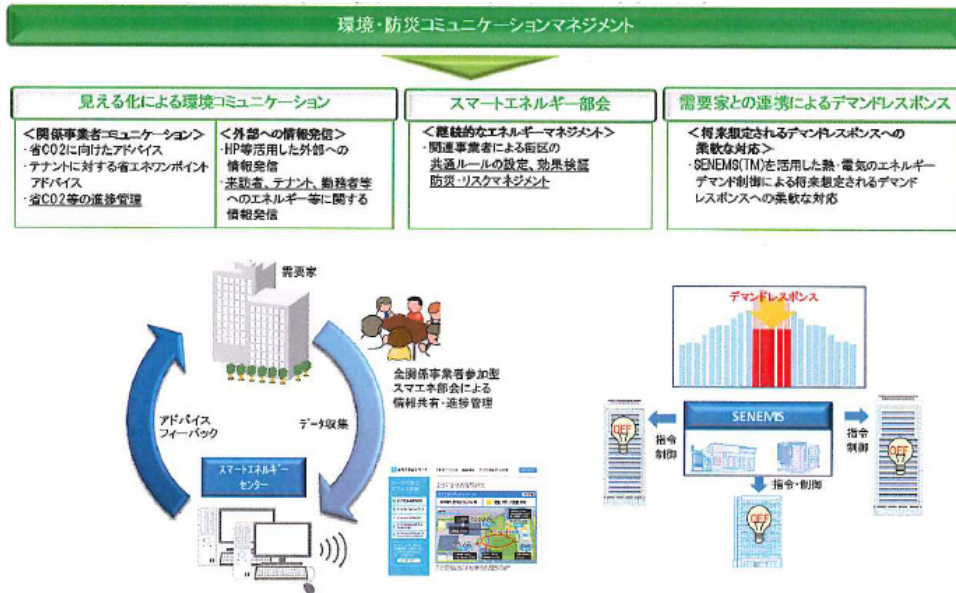 環境・防災コミュニケーションマネジメント
見える化による環境コミュニケーション
<関係事業者コミュニケーション>
・省CO2に向けたアドバイス
・テナントに対する省エネワンポイント
アドバイス
・省CO2等の進捗管理
<外部への情報発信>
・HP等活用した外部への
情報発信
・来訪者、テナント、勤務者等
へのエネルギー等に関する
情報発信
スマートエネルギー部会
<継続的なエネルギーマネジメント>
・関連事業者による街区の
共通ルールの設定、効果検証
防災・リスクマネジメント
需要家との連携によるデマンドレスポンス
<将来想定されるデマンドレスポンスへの
柔軟な対応>
・SENEMS(TM)を活用した熱・電気のエネルギー
デマンド制御による将来想定されるデマンド
レスポンスへの柔軟な対応
需要家
アドバイス
フィーバック
データ収集
スマートエネルギー
センター
全関係事業者参加型
スマエネ部会による
情報共有・進捗管理
デマンドレスポンス
SENEMS
指令
制御
指令
制御
指令・制御
OFF
OFF
OFF